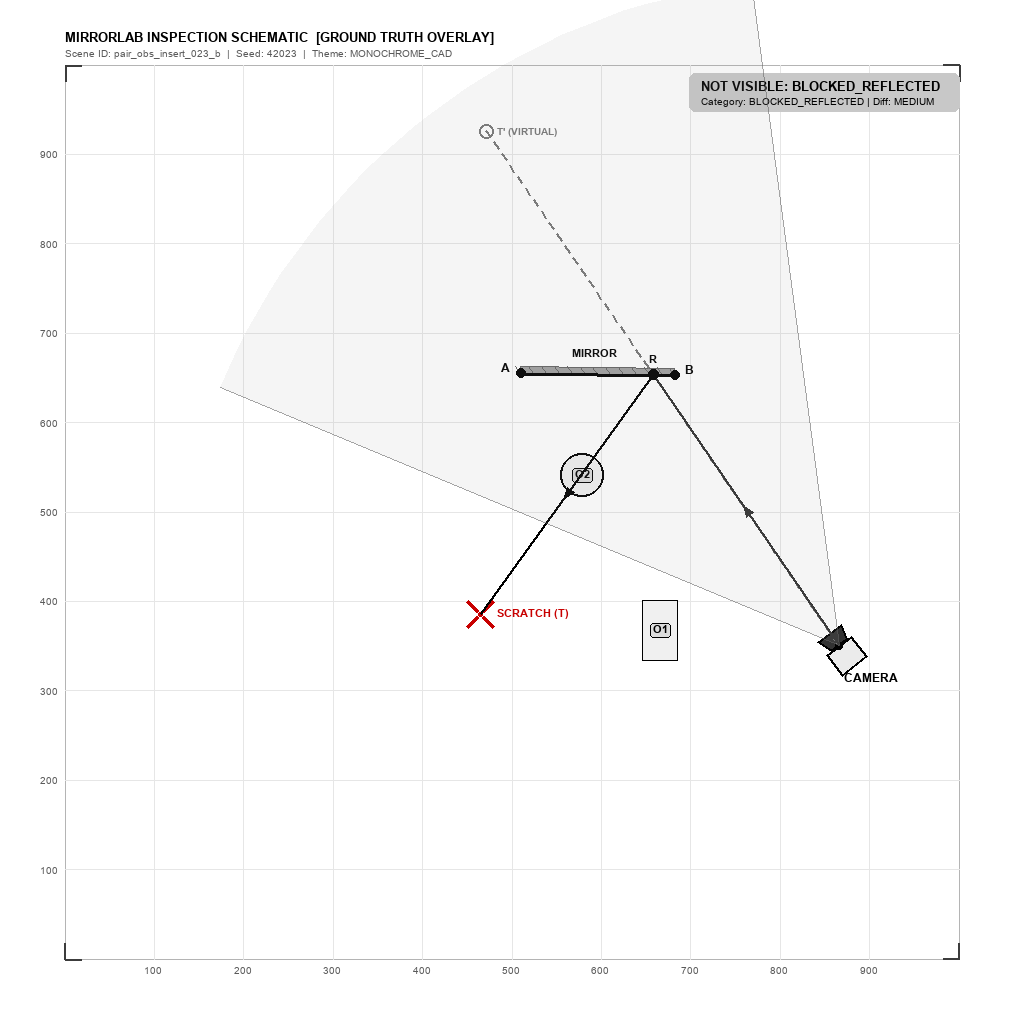 MIRRORLAB INSPECTION SCHEMATIC [GROUND TRUTH OVERLAY]
Scene ID: pair_obs_insert_023_b | Seed: 42023 | Theme: MONOCHROME_CAD
NOT VISIBLE: BLOCKED_REFLECTED
Category: BLOCKED_REFLECTED | Diff: MEDIUM
T' (VIRTUAL)
900
800
700
MIRROR
R
A
B
600
O2
500
400
SCRATCH (T)
O1
CAMERA
300
200
100
100 200 300 400 500 600 700 800 900